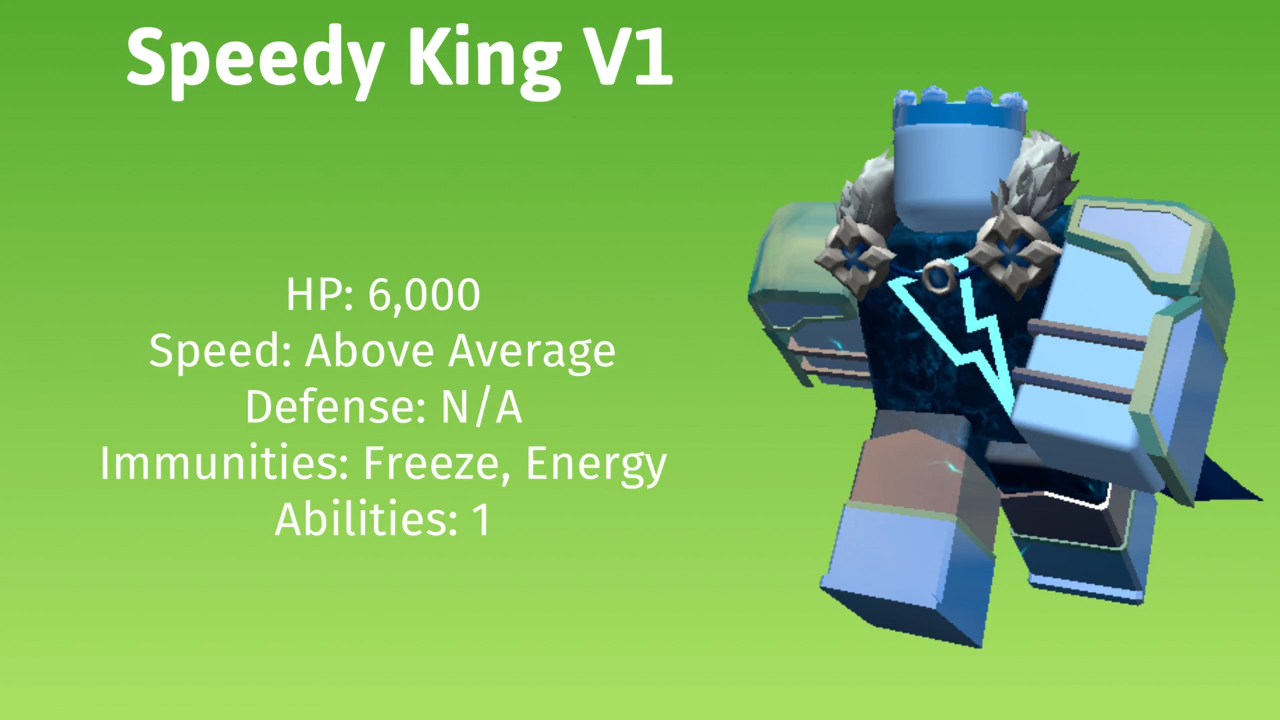 Speedy King V1
HP: 6,000
Speed: Above Average
Defense: N/A
Immunities: Freeze, Energy
Abilities: 1